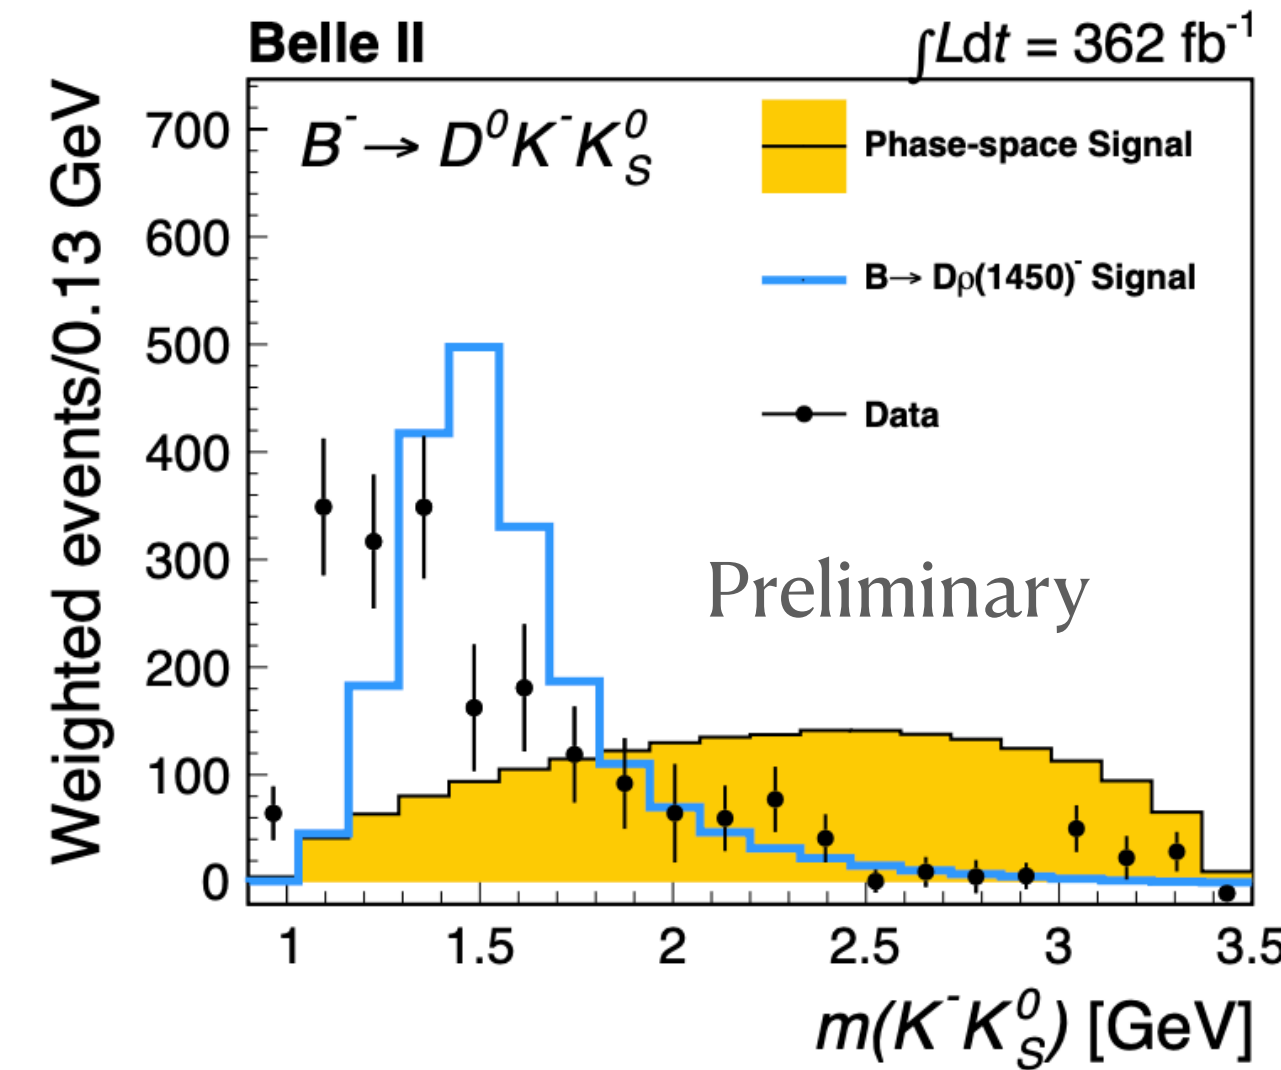 Belle II
∫Ldt = 362 fb⁻¹
B⁻ → D⁰K⁻K⁰S
Phase-space Signal
B→ Dρ(1450)⁻ Signal
Data
Preliminary
Weighted events/0.13 GeV
700
600
500
400
300
200
100
0
1 1.5 2 2.5 3 3.5
m(K⁻K⁰S) [GeV]